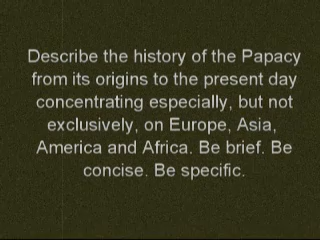 Describe the history of the Papacy
from its origins to the present day
concentrating especially, but not
exclusively, on Europe, Asia,
America and Africa. Be brief. Be
concise. Be specific.